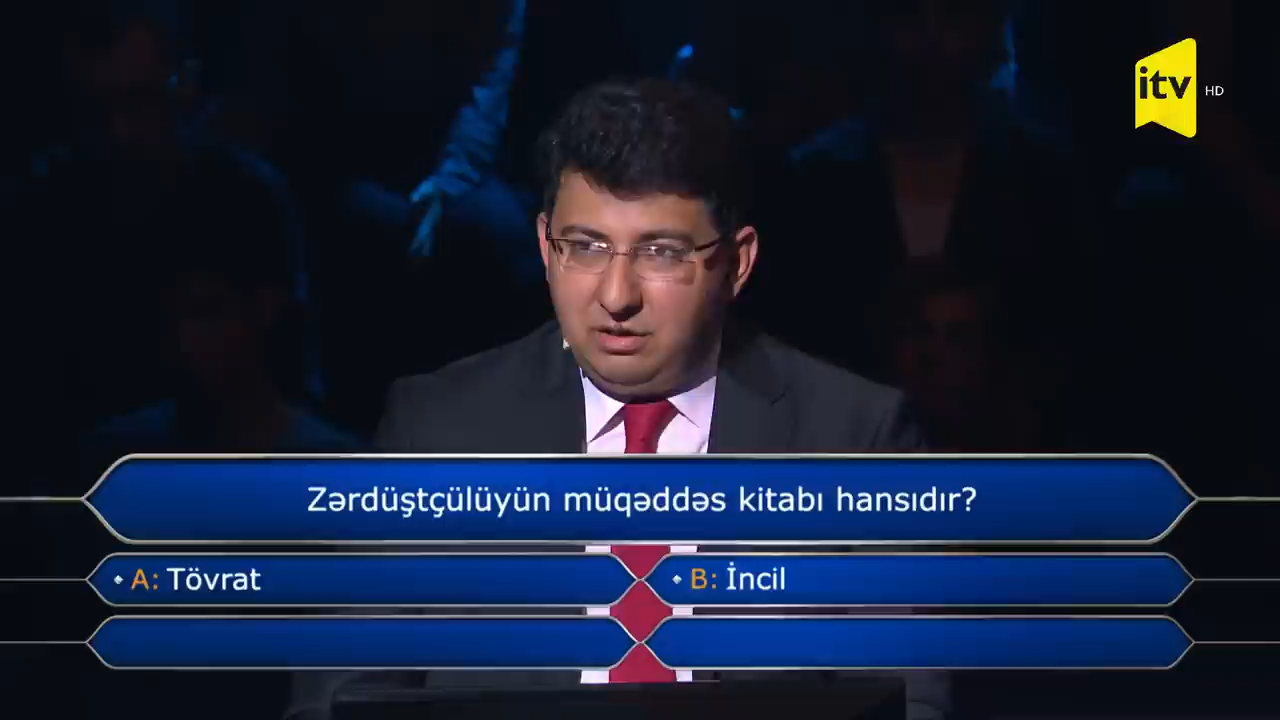 itv HD
Zərdüştçülüyün müqəddəs kitabı hansıdır?
A: Tövrat
B: İncil